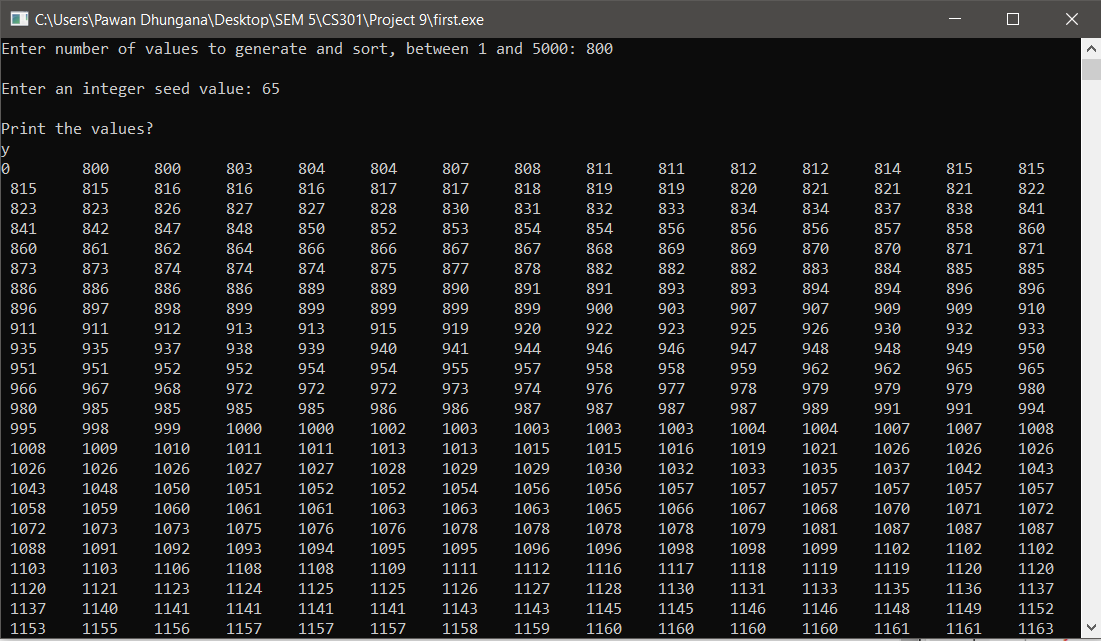 C:\Users\Pawan Dhungana\Desktop\SEM 5\CS301\Project 9\first.exe
Enter number of values to generate and sort, between 1 and 5000: 800
Enter an integer seed value: 65
Print the values?
y
0 800 800 803 804 804 807 808 811 811 812 812 814 815 815
815 815 816 816 816 817 817 818 819 819 820 821 821 821 822
823 823 826 827 827 828 830 831 832 833 834 834 837 838 841
841 842 847 848 850 852 853 854 854 856 856 856 857 858 860
860 861 862 864 866 866 867 867 868 869 869 870 870 871 871
873 873 874 874 874 875 877 878 882 882 882 883 884 885 885
886 886 886 886 889 889 890 891 891 893 893 894 894 896 896
896 897 898 899 899 899 899 899 900 903 907 907 909 909 910
911 911 912 913 913 915 919 920 922 923 925 926 930 932 933
935 935 937 938 939 940 941 944 946 946 947 948 948 949 950
951 951 952 952 954 954 955 957 958 958 959 962 962 965 965
966 967 968 972 972 972 973 974 976 977 978 979 979 979 980
980 985 985 985 985 986 986 987 987 987 987 989 991 991 994
995 998 999 1000 1000 1002 1003 1003 1003 1003 1004 1004 1007 1007 1008
1008 1009 1010 1011 1011 1013 1013 1015 1015 1016 1019 1021 1026 1026 1026
1026 1026 1026 1027 1027 1028 1029 1029 1030 1032 1033 1035 1037 1042 1043
1043 1048 1050 1051 1052 1052 1054 1056 1056 1057 1057 1057 1057 1057 1057
1058 1059 1060 1061 1061 1063 1063 1063 1065 1066 1067 1068 1070 1071 1072
1072 1073 1073 1075 1076 1076 1078 1078 1078 1078 1079 1081 1087 1087 1087
1088 1091 1092 1093 1094 1095 1095 1096 1096 1098 1098 1099 1102 1102 1102
1103 1103 1106 1108 1108 1109 1111 1112 1116 1117 1118 1119 1119 1120 1120
1120 1121 1123 1124 1125 1125 1126 1127 1128 1130 1131 1133 1135 1136 1137
1137 1140 1141 1141 1141 1141 1143 1143 1145 1145 1146 1146 1148 1149 1152
1153 1155 1156 1157 1157 1157 1158 1159 1160 1160 1160 1160 1161 1161 1163